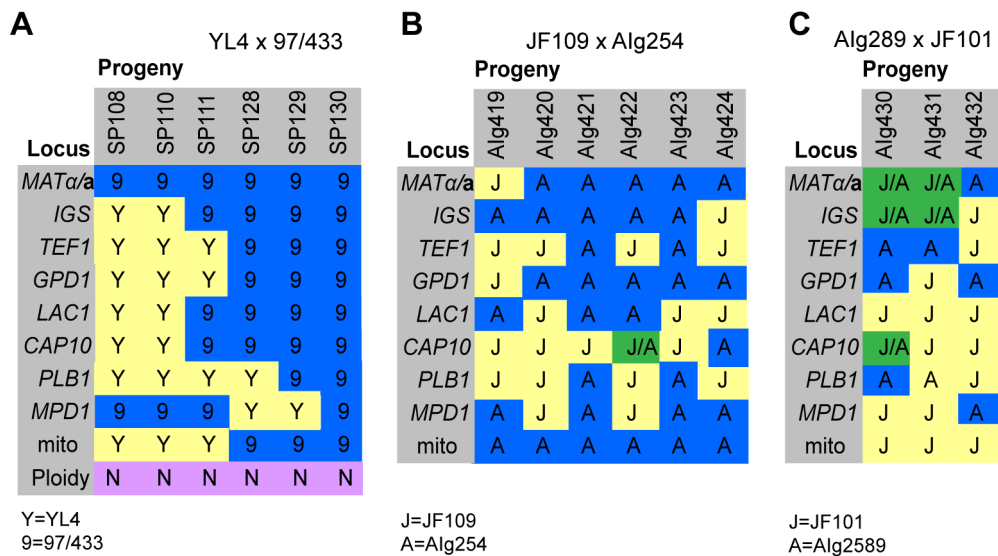 A
YL4 x 97/433
Progeny
Locus SP108 SP110 SP111 SP128 SP129 SP130
MATα/a 9 9 9 9 9 9
IGS Y Y 9 9 9 9
TEF1 Y Y Y 9 9 9
GPD1 Y Y Y 9 9 9
LAC1 Y Y 9 9 9 9
CAP10 Y Y 9 9 9 9
PLB1 Y Y Y Y 9 9
MPD1 9 9 9 Y Y 9
mito Y Y Y 9 9 9
Ploidy N N N N N N
Y=YL4
9=97/433
B
JF109 x Alg254
Progeny
Locus Alg419 Alg420 Alg421 Alg422 Alg423 Alg424
MATα/a J A A A A A
IGS A A A A A J
TEF1 J J A J A J
GPD1 J A A A A A
LAC1 A J A A J J
CAP10 J J J J/A J A
PLB1 J J A J A J
MPD1 A J A J A A
mito A A A A A A
J=JF109
A=Alg254
C
Alg289 x JF101
Progeny
Locus Alg430 Alg431 Alg432
MATα/a J/A J/A A
IGS J/A J/A J
TEF1 A A J
GPD1 A J A
LAC1 J J J
CAP10 J/A J J
PLB1 A A J
MPD1 J J A
mito J J J
J=JF101
A=Alg2589